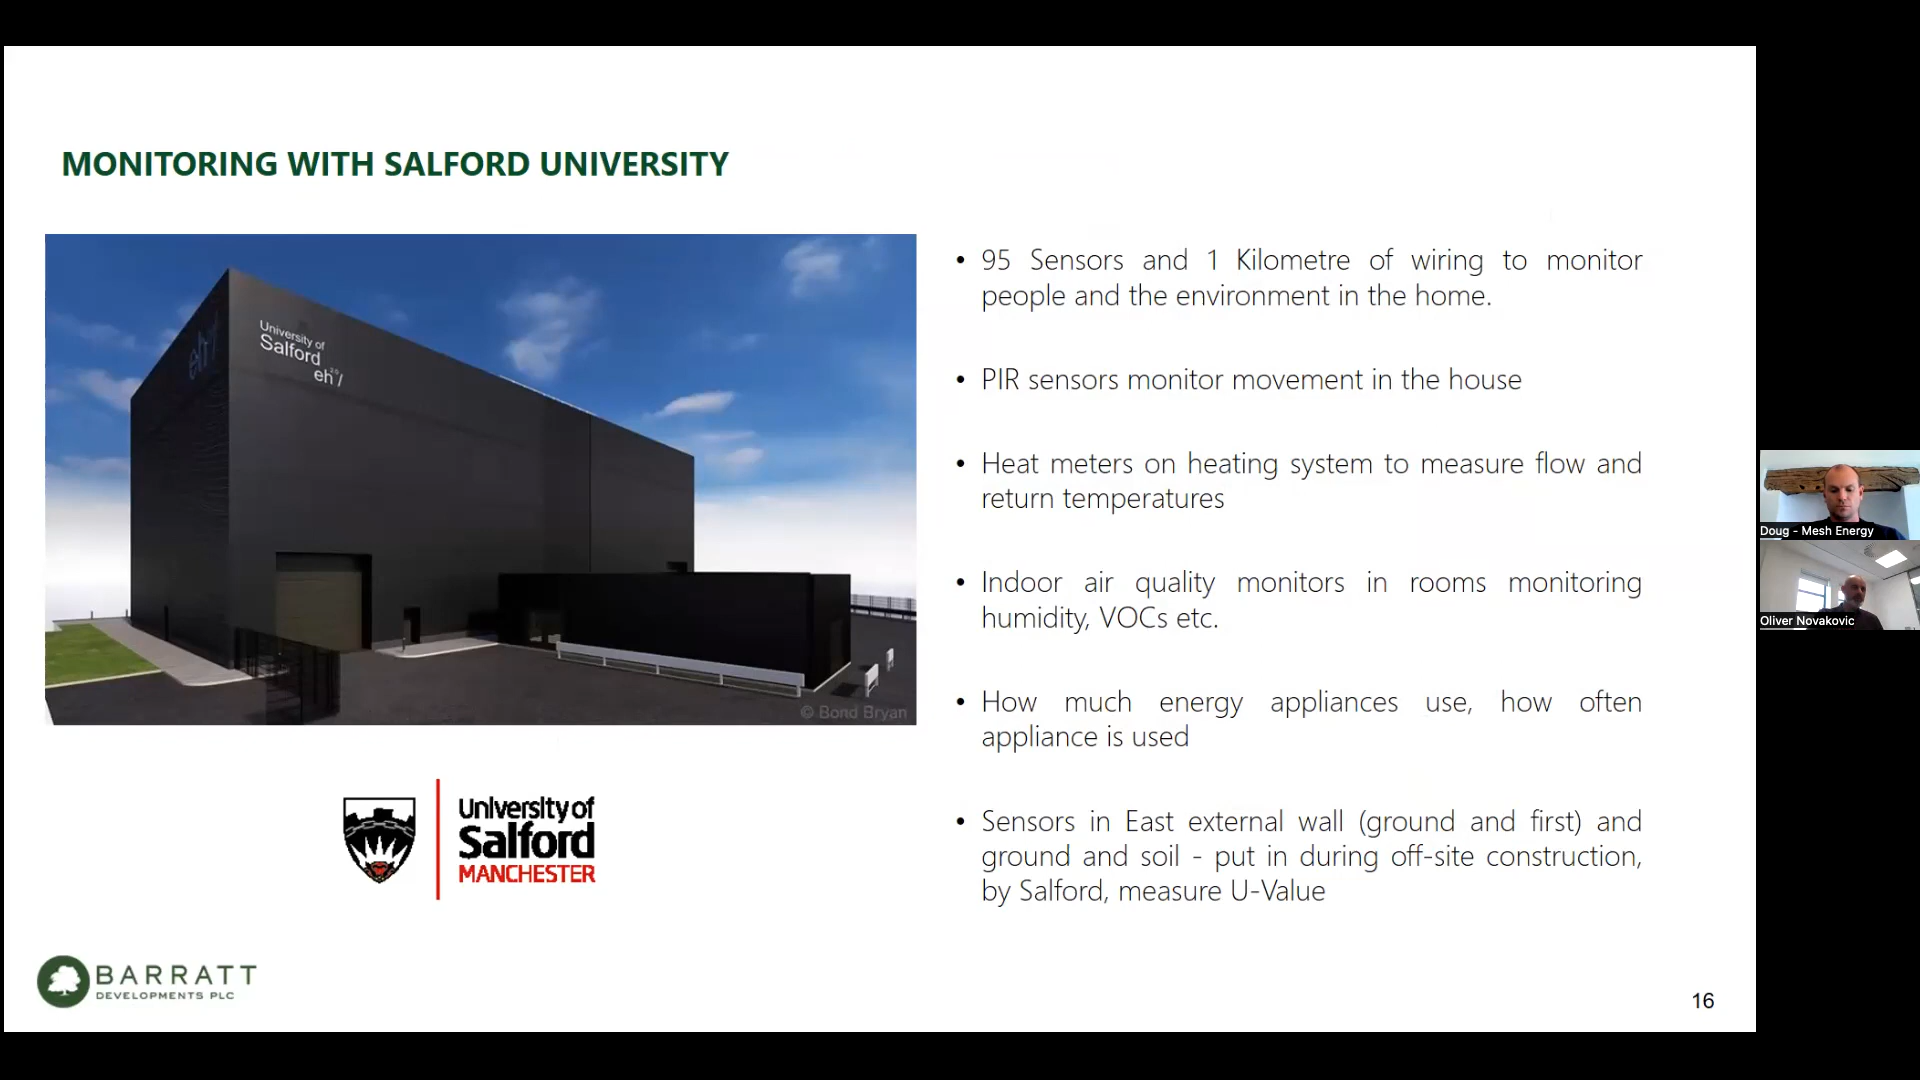 MONITORING WITH SALFORD UNIVERSITY
University of
Salford
eh
© Bond Bryan
University of
Salford
MANCHESTER
• 95 Sensors and 1 Kilometre of wiring to monitor
people and the environment in the home.
• PIR sensors monitor movement in the house
• Heat meters on heating system to measure flow and
return temperatures
• Indoor air quality monitors in rooms monitoring
humidity, VOCs etc.
• How much energy appliances use, how often
appliance is used
• Sensors in East external wall (ground and first) and
ground and soil - put in during off-site construction,
by Salford, measure U-Value
BARRATT
DEVELOPMENTS PLC
16
Doug - Mesh Energy
Oliver Novakovic